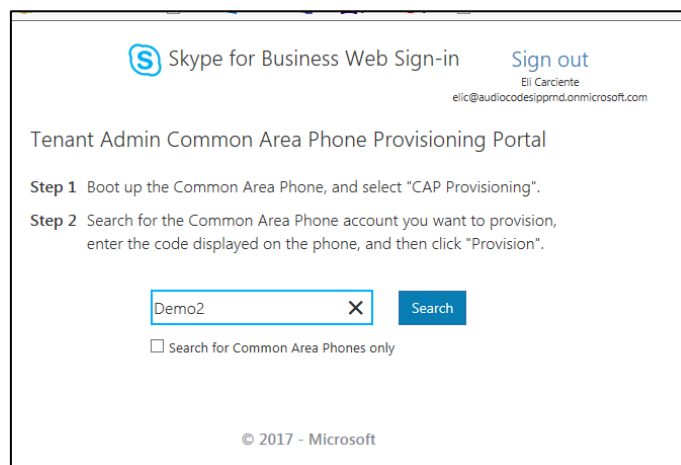 Skype for Business Web Sign-in
Sign out
Eli Carciente
elic@audiocodesipprnd.onmicrosoft.com
Tenant Admin Common Area Phone Provisioning Portal
Step 1 Boot up the Common Area Phone, and select "CAP Provisioning".
Step 2 Search for the Common Area Phone account you want to provision,
enter the code displayed on the phone, and then click "Provision".
Demo2
Search
Search for Common Area Phones only
© 2017 - Microsoft